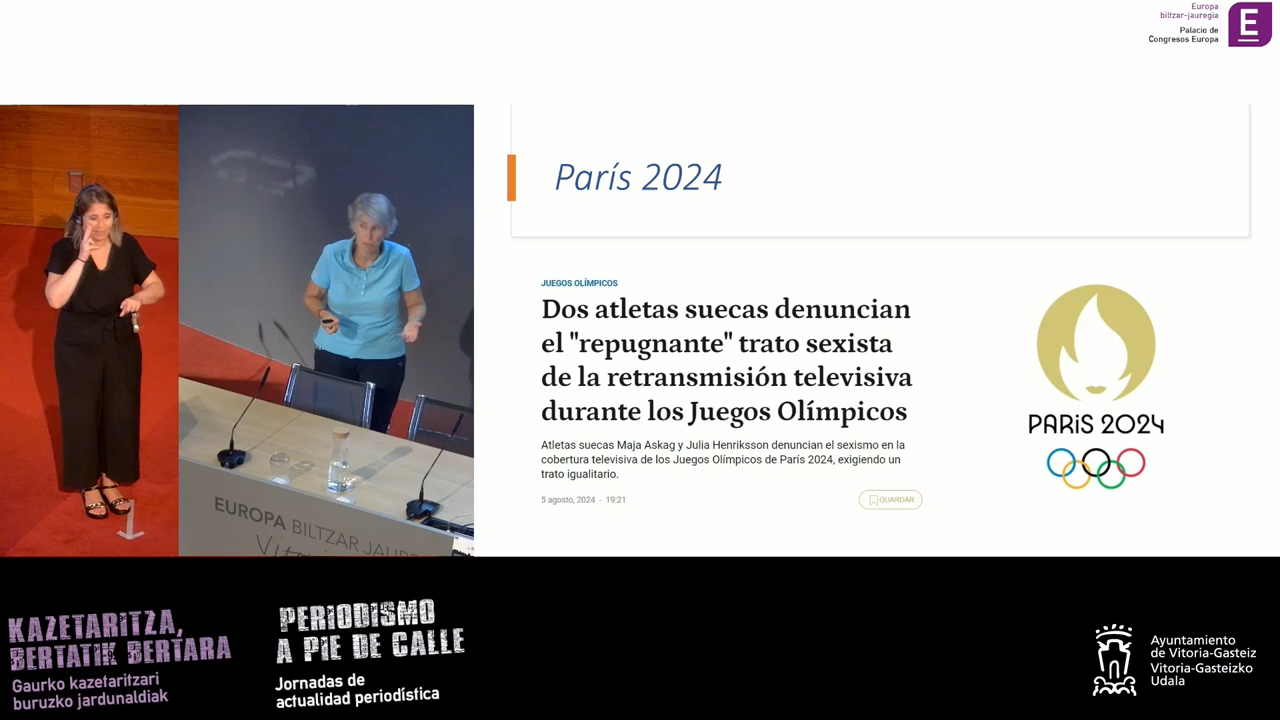 Europa
biltzar-jauregia
Palacio de
Congresos Europa
E
París 2024
JUEGOS OLÍMPICOS
Dos atletas suecas denuncian
el "repugnante" trato sexista
de la retransmisión televisiva
durante los Juegos Olímpicos
Atletas suecas Maja Askag y Julia Henriksson denuncian el sexismo en la
cobertura televisiva de los Juegos Olímpicos de París 2024, exigiendo un
trato igualitario.
5 agosto, 2024 - 19:21
GUARDAR
PARIS 2024
EUROPA BILTZAR JAURE
KAZETARITZA,
BERTATIK BERTARA
Gaurko kazetaritzari
buruzko jardunaldiak
PERIODISMO
A PIE DE CALLE
Jornadas de
actualidad periodística
Ayuntamiento
de Vitoria-Gasteiz
Vitoria-Gasteizko
Udala